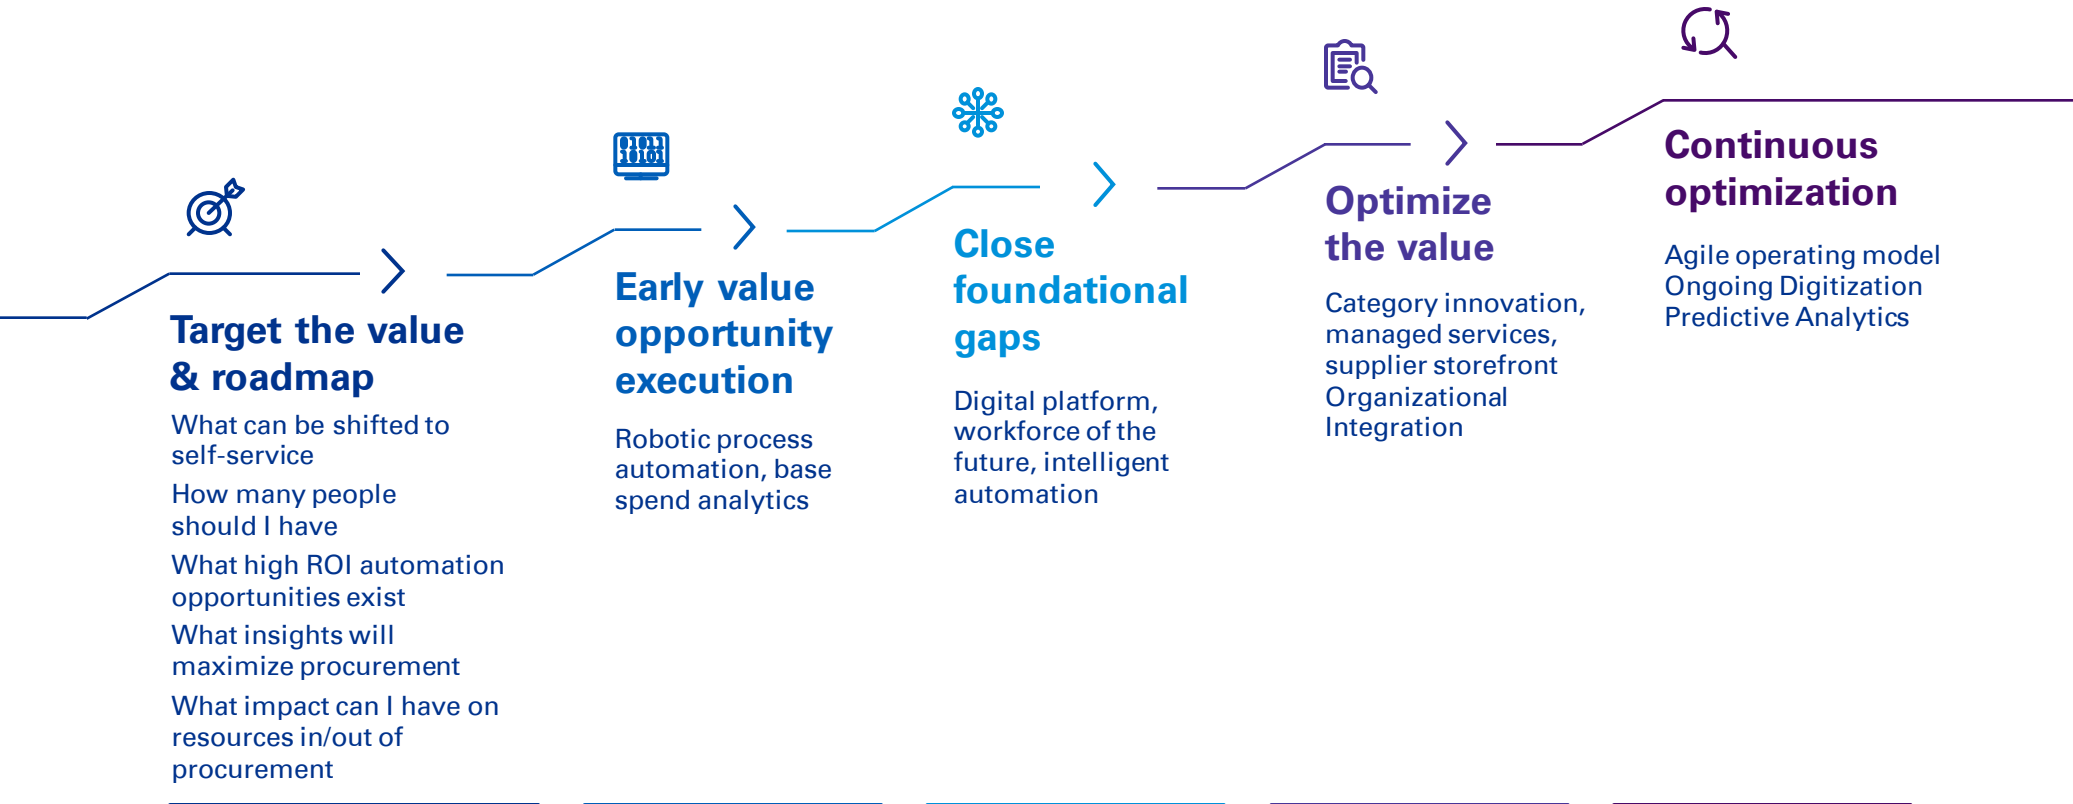 01011
10101
Target the value
& roadmap
What can be shifted to
self-service
How many people
should I have
What high ROI automation
opportunities exist
What insights will
maximize procurement
What impact can I have on
resources in/out of
procurement
Early value
opportunity
execution
Robotic process
automation, base
spend analytics
Close
foundational
gaps
Digital platform,
workforce of the
future, intelligent
automation
Optimize
the value
Category innovation,
managed services,
supplier storefront
Organizational
Integration
Continuous
optimization
Agile operating model
Ongoing Digitization
Predictive Analytics